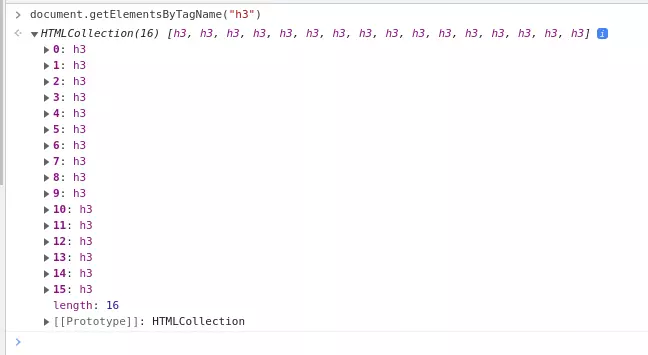 document.getElementsByTagName("h3")
HTMLCollection(16) [h3, h3, h3, h3, h3, h3, h3, h3, h3, h3, h3, h3, h3, h3, h3, h3] i
0: h3
1: h3
2: h3
3: h3
4: h3
5: h3
6: h3
7: h3
8: h3
9: h3
10: h3
11: h3
12: h3
13: h3
14: h3
15: h3
length: 16
[[Prototype]]: HTMLCollection